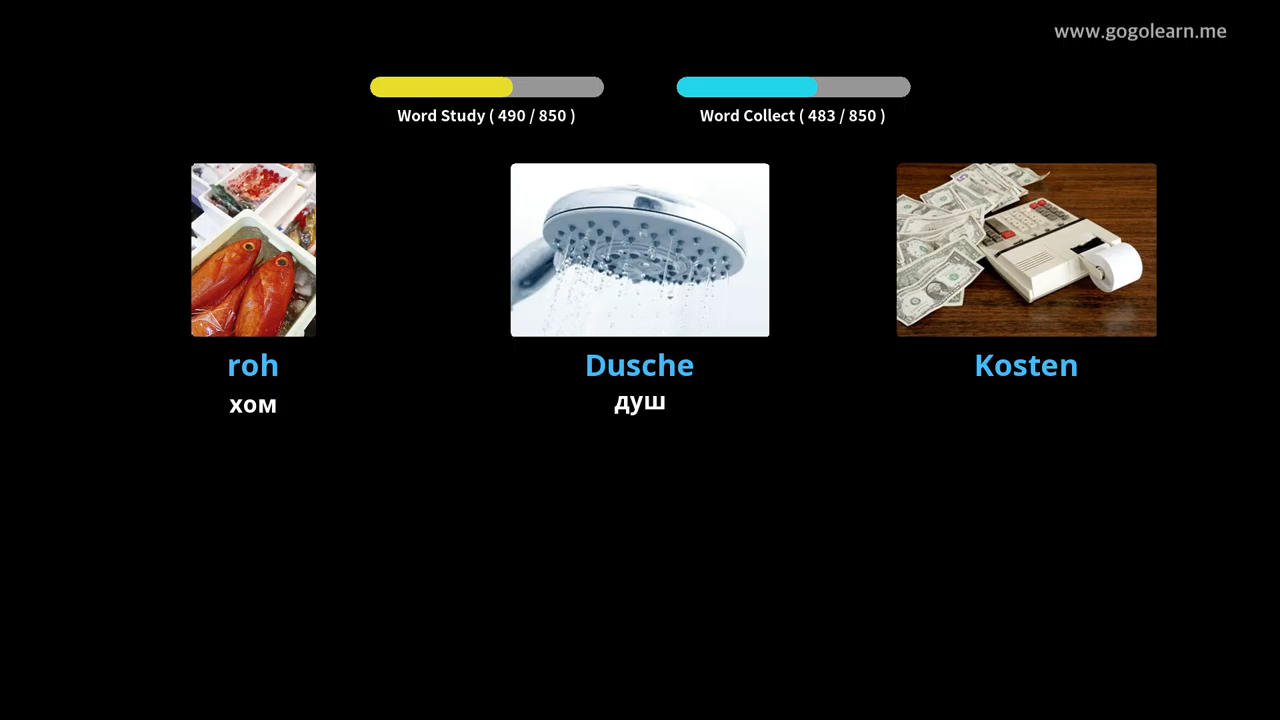 www.gogolearn.me
Word Study ( 490 / 850 )
Word Collect ( 483 / 850 )
roh
хом
Dusche
душ
Kosten